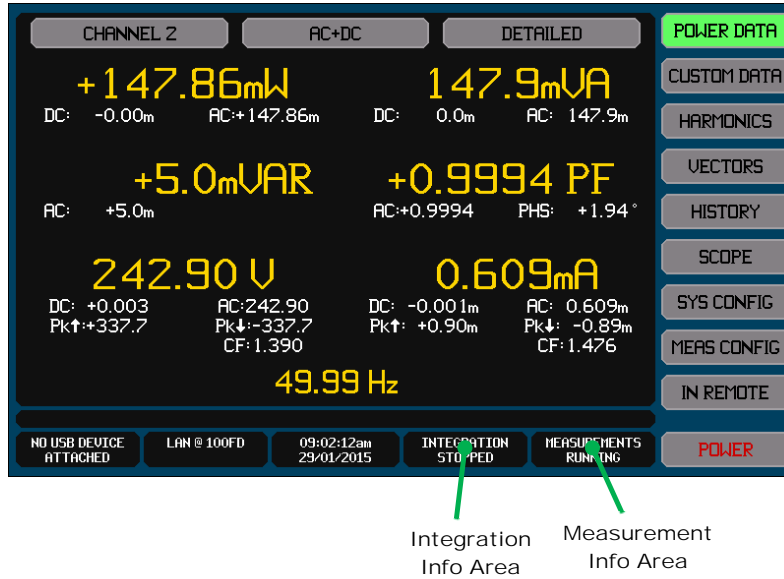 CHANNEL 2 AC+DC DETAILED
+147.86mW 147.9mVA
DC: -0.00m AC:+147.86m DC: 0.0m AC: 147.9m
+5.0mVAR +0.9994 PF
AC: +5.0m AC:+0.9994 PHS: +1.94°
242.90 V 0.609mA
DC: +0.003 AC:242.90 DC: -0.001m AC: 0.609m
Pk↑:+337.7 Pk↓:-337.7 Pk↑: +0.90m Pk↓: -0.89m
CF:1.390 CF:1.476
49.99 Hz
NO USB DEVICE ATTACHED
LAN @ 100FD
09:02:12am
29/01/2015
INTEGRATION
STOPPED
MEASUREMENTS
RUNNING
POWER DATA
CUSTOM DATA
HARMONICS
VECTORS
HISTORY
SCOPE
SYS CONFIG
MEAS CONFIG
IN REMOTE
POWER
Integration
Info Area
Measurement
Info Area